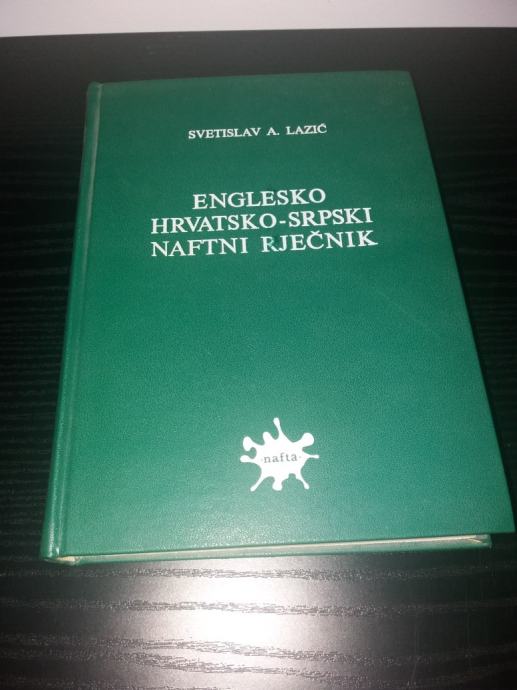 SVETISLAV A. LAZIĆ
ENGLESKO
HRVATSKO-SRPSKI
NAFTNI RJEČNIK
·nafta·